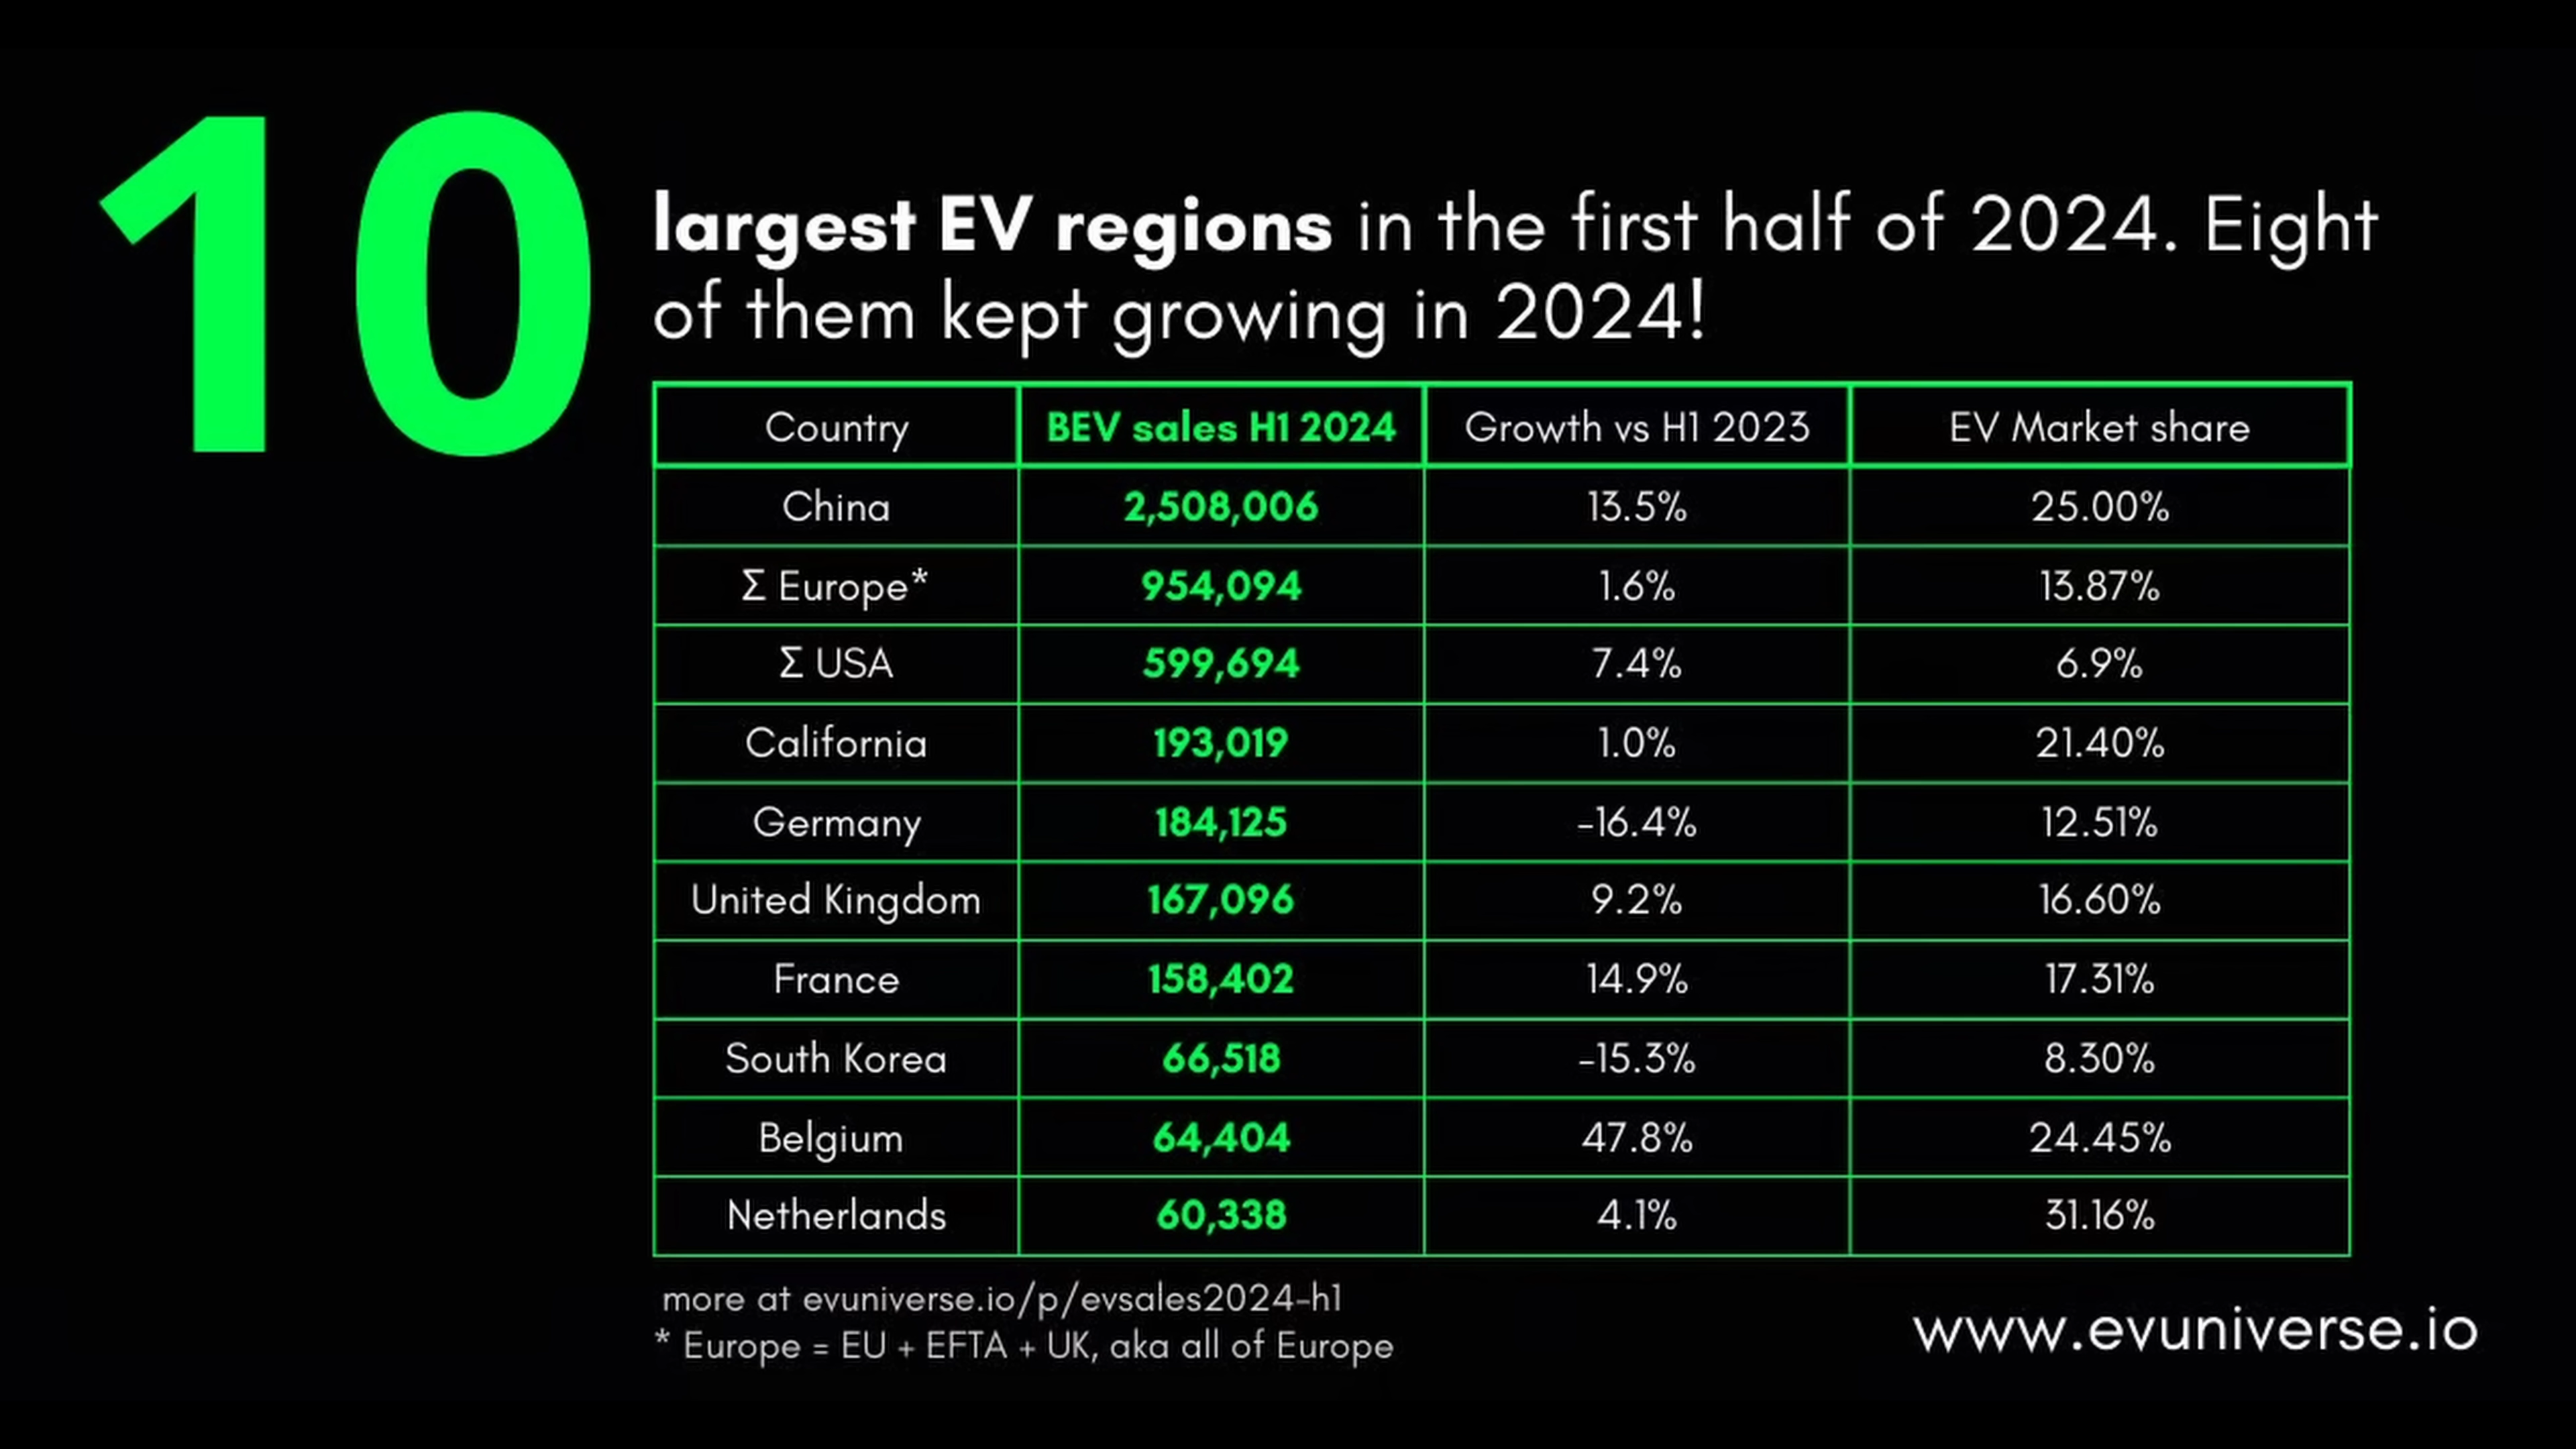 10
largest EV regions in the first half of 2024. Eight
of them kept growing in 2024!
Country BEV sales H1 2024 Growth vs H1 2023 EV Market share
China 2,508,006 13.5% 25.00%
Σ Europe* 954,094 1.6% 13.87%
Σ USA 599,694 7.4% 6.9%
California 193,019 1.0% 21.40%
Germany 184,125 -16.4% 12.51%
United Kingdom 167,096 9.2% 16.60%
France 158,402 14.9% 17.31%
South Korea 66,518 -15.3% 8.30%
Belgium 64,404 47.8% 24.45%
Netherlands 60,338 4.1% 31.16%
more at evuniverse.io/p/evsales2024-h1
* Europe = EU + EFTA + UK, aka all of Europe
www.evuniverse.io